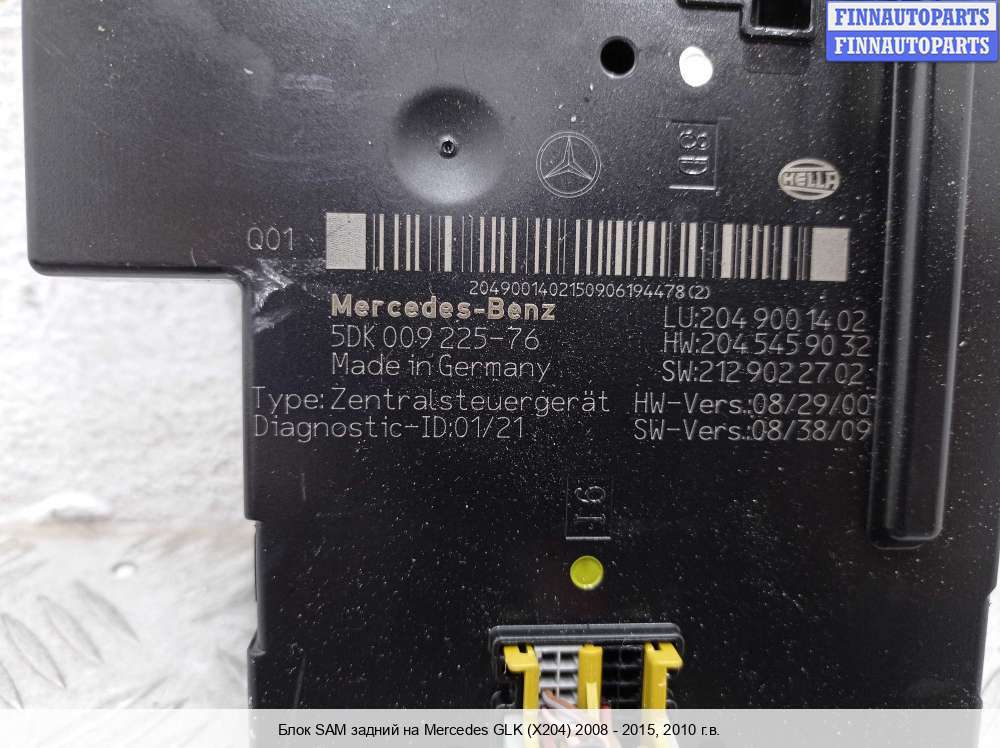 FINNAUTOPARTS
FINNAUTOPARTS
HELLA
Q01
2049001402150906194478(2)
Mercedes-Benz
5DK 009 225-76
Made in Germany
Type: Zentralsteuergerät
Diagnostic-ID:01/21
LU:204 900 14 02
HW:204 545 90 32
SW:212 902 27 02
HW-Vers.:08/29/00
SW-Vers.:08/38/09
Блок SAM задний на Mercedes GLK (X204) 2008 - 2015, 2010 г.в.